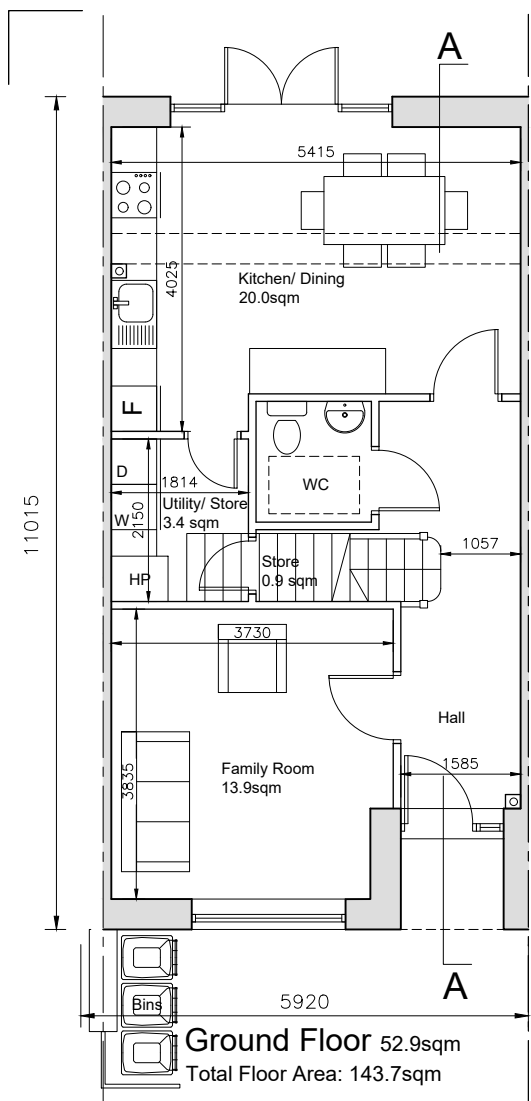 A
5415
4025
Kitchen/ Dining
20.0sqm
F
D
1814
Utility/ Store
3.4 sqm
W
2150
HP
WC
Store
0.9 sqm
1057
11015
3730
Hall
Family Room
13.9sqm
3835
1585
A
Bins
5920
Ground Floor 52.9sqm
Total Floor Area: 143.7sqm